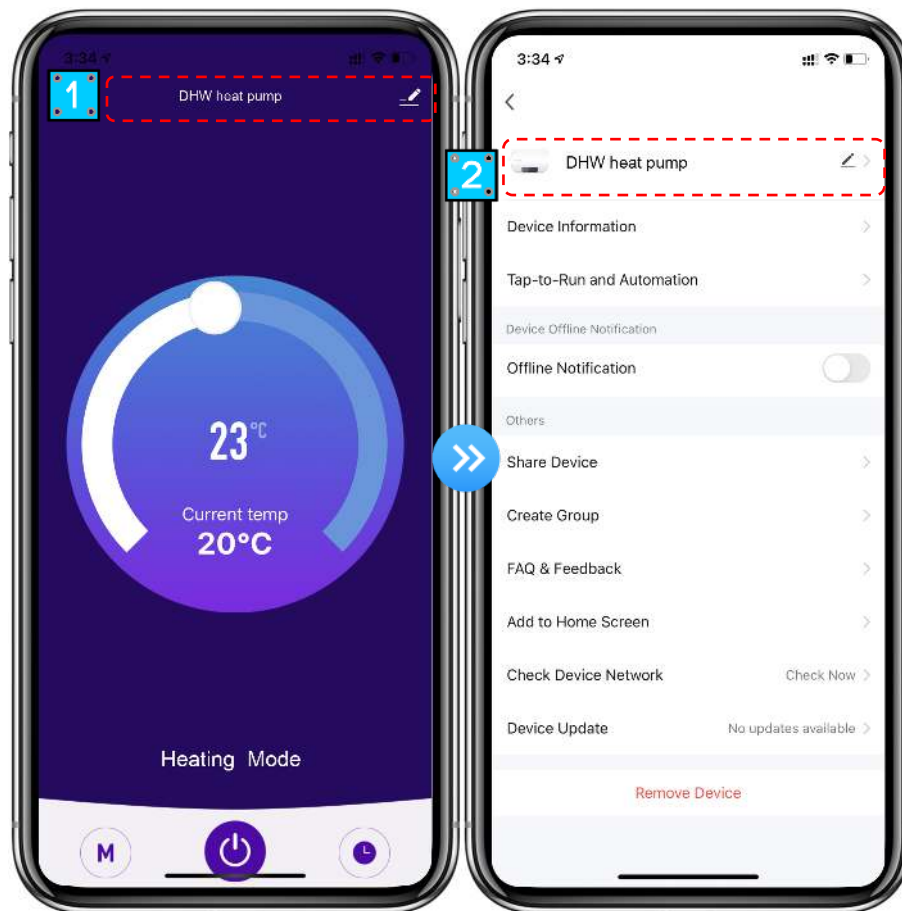 3:34
1
DHW heat pump
23°C
Current temp
20°C
Heating Mode
M
3:34
2
DHW heat pump
Device Information
Tap-to-Run and Automation
Device Offline Notification
Offline Notification
Others
Share Device
Create Group
FAQ & Feedback
Add to Home Screen
Check Device Network Check Now
Device Update No updates available
Remove Device